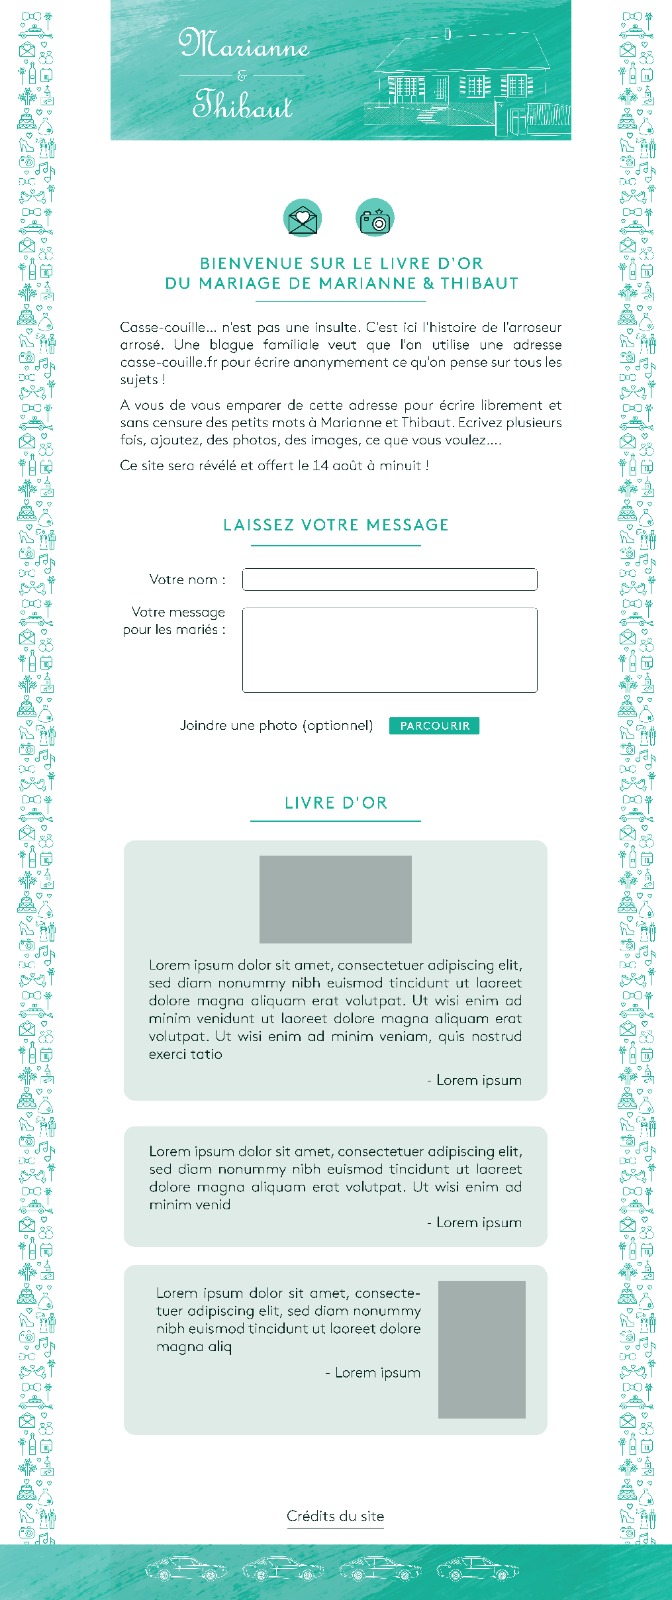 Marianne
&
Thibaut
BIENVENUE SUR LE LIVRE D'OR
DU MARIAGE DE MARIANNE & THIBAUT
Casse-couille... n'est pas une insulte. C'est ici l'histoire de l'arroseur
arrosé. Une blague familiale veut que l'on utilise une adresse
casse-couille.fr pour écrire anonymement ce qu'on pense sur tous les
sujets !
A vous de vous emparer de cette adresse pour écrire librement et
sans censure des petits mots à Marianne et Thibaut. Ecrivez plusieurs
fois, ajoutez, des photos, des images, ce que vous voulez....
Ce site sera révélé et offert le 14 août à minuit !
LAISSEZ VOTRE MESSAGE
Votre nom :
Votre message
pour les mariés :
Joindre une photo (optionnel) PARCOURIR
LIVRE D'OR
Lorem ipsum dolor sit amet, consectetuer adipiscing elit,
sed diam nonummy nibh euismod tincidunt ut laoreet
dolore magna aliquam erat volutpat. Ut wisi enim ad
minim venidunt ut laoreet dolore magna aliquam erat
volutpat. Ut wisi enim ad minim veniam, quis nostrud
exerci tatio
- Lorem ipsum
Lorem ipsum dolor sit amet, consectetuer adipiscing elit,
sed diam nonummy nibh euismod tincidunt ut laoreet
dolore magna aliquam erat volutpat. Ut wisi enim ad
minim venid
- Lorem ipsum
Lorem ipsum dolor sit amet, consecte-
tuer adipiscing elit, sed diam nonummy
nibh euismod tincidunt ut laoreet dolore
magna aliq
- Lorem ipsum
Crédits du site